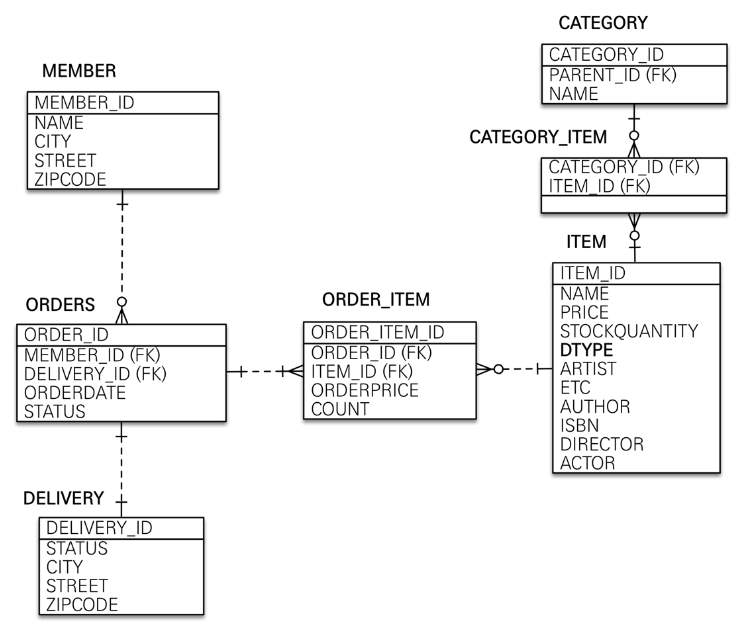 CATEGORY
CATEGORY_ID
PARENT_ID (FK)
NAME
MEMBER
MEMBER_ID
NAME
CITY
STREET
ZIPCODE
CATEGORY_ITEM
CATEGORY_ID (FK)
ITEM_ID (FK)
ITEM
ITEM_ID
NAME
PRICE
STOCKQUANTITY
DTYPE
ARTIST
ETC
AUTHOR
ISBN
DIRECTOR
ACTOR
ORDERS
ORDER_ID
MEMBER_ID (FK)
DELIVERY_ID (FK)
ORDERDATE
STATUS
ORDER_ITEM
ORDER_ITEM_ID
ORDER_ID (FK)
ITEM_ID (FK)
ORDERPRICE
COUNT
DELIVERY
DELIVERY_ID
STATUS
CITY
STREET
ZIPCODE